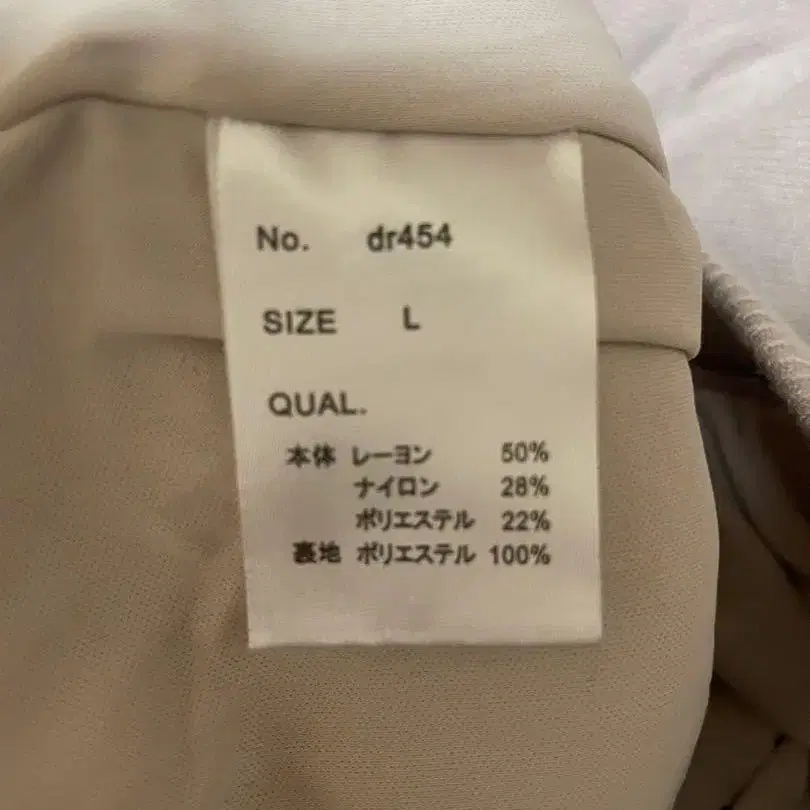 No. dr454
SIZE L
QUAL.
本体 レーヨン 50%
ナイロン 28%
ポリエステル 22%
裏地 ポリエステル 100%